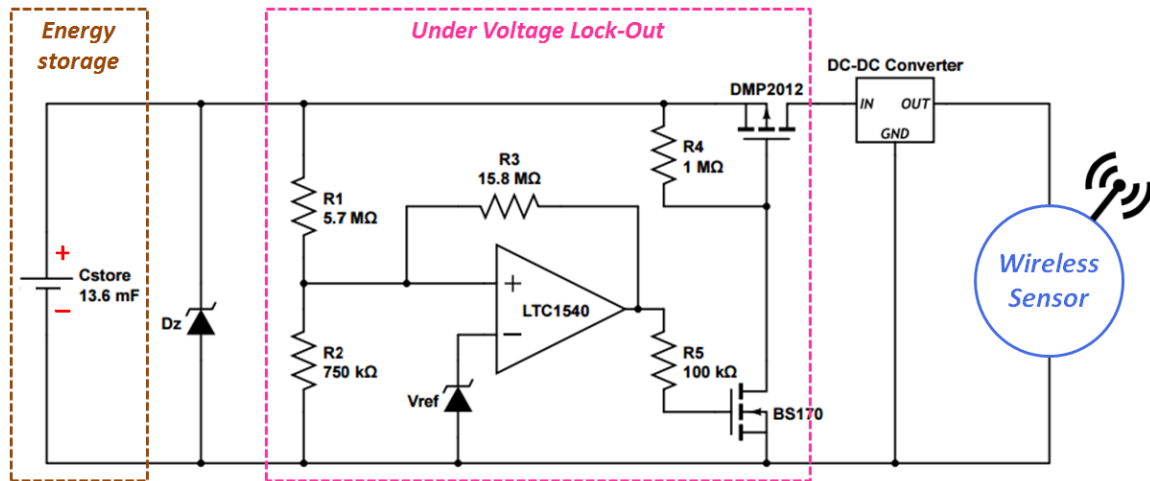 Energy
storage
Under Voltage Lock-Out
DC-DC Converter
DMP2012
IN
OUT
GND
R4
1 MΩ
R3
15.8 MΩ
R1
5.7 MΩ
+
Cstore
13.6 mF
−
Dz
+
LTC1540
−
R2
750 kΩ
Vref
R5
100 kΩ
BS170
Wireless
Sensor